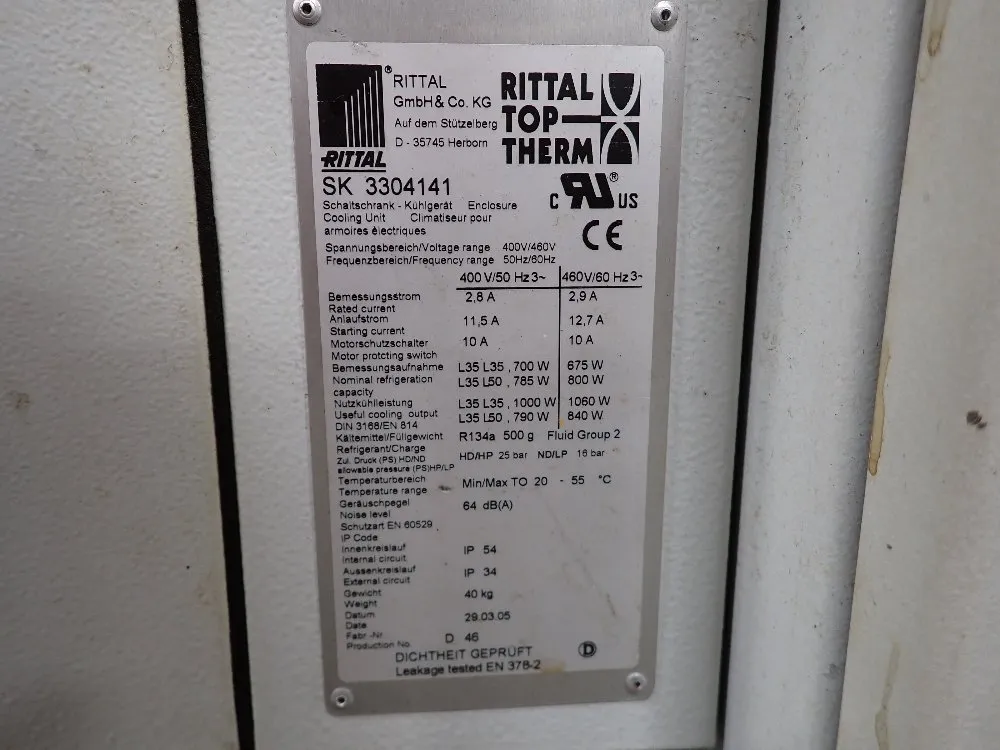 RITTAL
®
RITTAL
GmbH & Co. KG
Auf dem Stützelberg
D - 35745 Herborn
RITTAL
TOP
THERM
SK 3304141
C RU ® US
CE
Schaltschrank - Kühlgerät Enclosure
Cooling Unit Climatiseur pour
armoires électriques
Spannungsbereich/Voltage range 400V/460V
Frequenzbereich/Frequency range 50Hz/60Hz
400 V/50 Hz 3~ 460V/60 Hz 3~
Bemessungsstrom 2,8 A 2,9 A
Rated current
Anlaufstrom 11,5 A 12,7 A
Starting current
Motorschutzschalter 10 A 10 A
Motor protcting switch
Bemessungsaufnahme L35 L35 , 700 W 675 W
Nominal refrigeration L35 L50 , 785 W 800 W
capacity
Nutzkühlleistung L35 L35 , 1000 W 1060 W
Useful cooling output L35 L50 , 790 W 840 W
DIN 3168/EN 814
Kältemittel/Füllgewicht R134a 500 g Fluid Group 2
Refrigerant/Charge
Zul. Druck (PS) HD/ND HD/HP 25 bar ND/LP 16 bar
allowable pressure (PS)HP/LP
Temperaturbereich Min/Max TO 20 - 55 °C
Temperature range
Geräuschpegel 64 dB(A)
Noise level
Schutzart EN 60529
IP Code
Innenkreislauf IP 54
Internal circuit
Aussenkreislauf IP 34
External circuit
Gewicht 40 kg
Weight
Datum 29.03.05
Date
Fabr -Nr D 46
Production No
DICHTHEIT GEPRÜFT D
Leakage tested EN 378-2